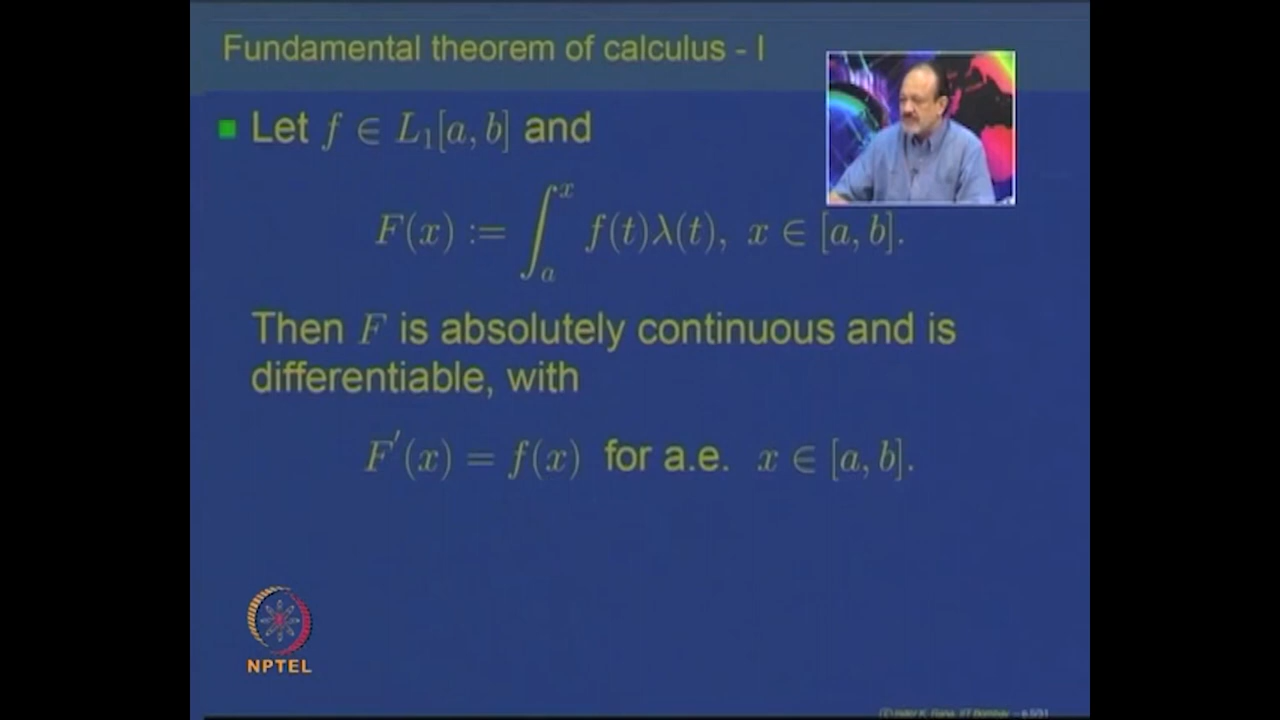 Fundamental theorem of calculus - I
Let f ∈ L₁[a, b] and
F(x) := ∫ₐˣ f(t)λ(t), x ∈ [a, b].
Then F is absolutely continuous and is
differentiable, with
F′(x) = f(x) for a.e. x ∈ [a, b].
NPTEL